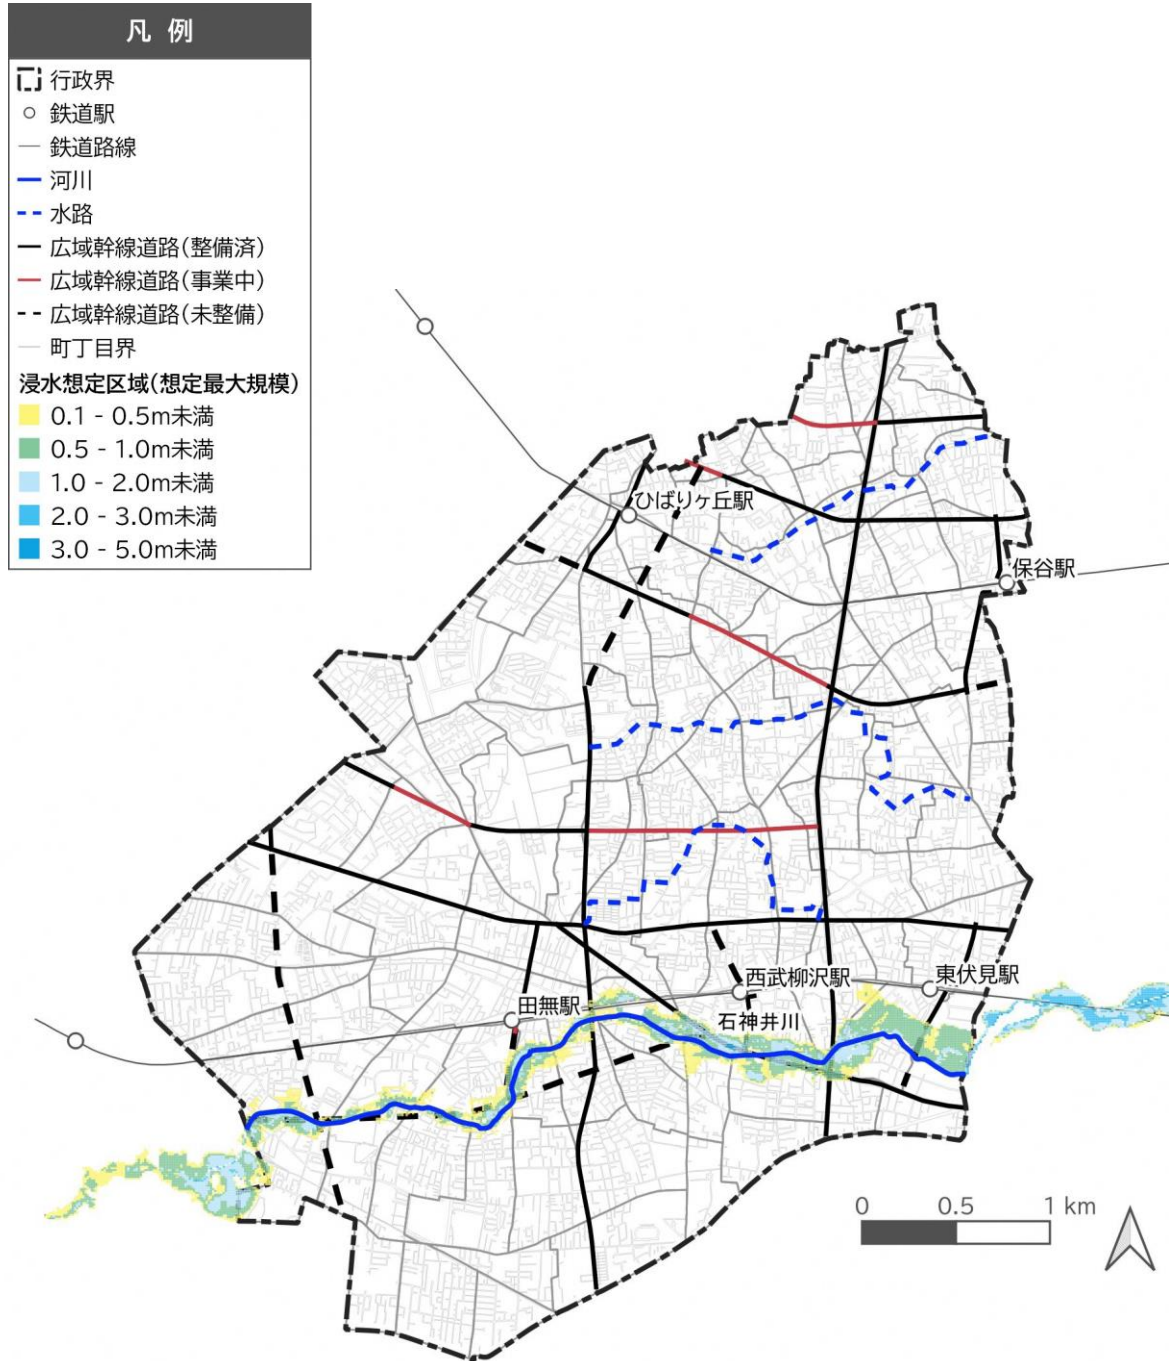 凡 例
行政界
鉄道駅
鉄道路線
河川
水路
広域幹線道路(整備済)
広域幹線道路(事業中)
広域幹線道路(未整備)
町丁目界
浸水想定区域(想定最大規模)
0.1 - 0.5m未満
0.5 - 1.0m未満
1.0 - 2.0m未満
2.0 - 3.0m未満
3.0 - 5.0m未満
ひばりヶ丘駅
保谷駅
西武柳沢駅
東伏見駅
田無駅
石神井川
0 0.5 1 km